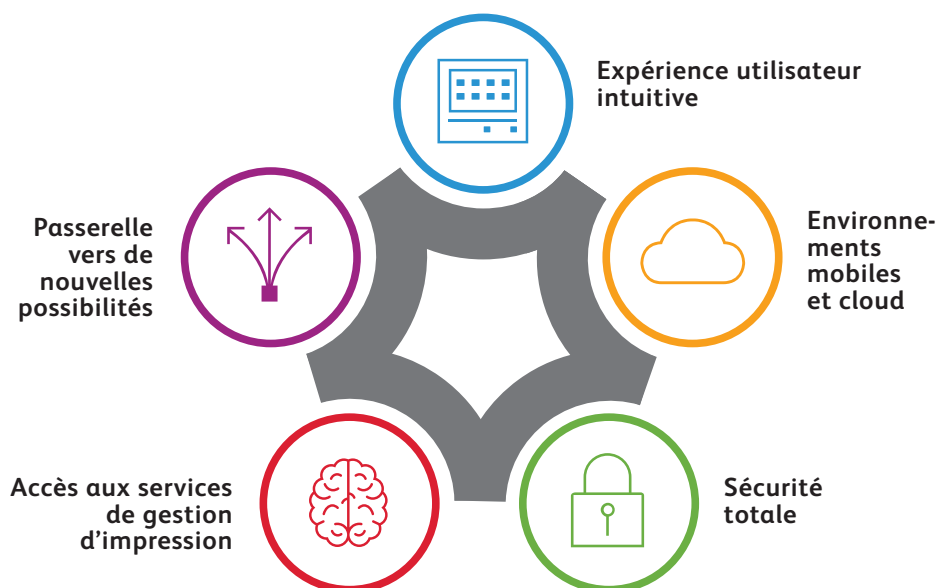 Expérience utilisateur
intuitive
Passerelle
vers de
nouvelles
possibilités
Environne-
ments
mobiles
et cloud
Accès aux services
de gestion
d'impression
Sécurité
totale